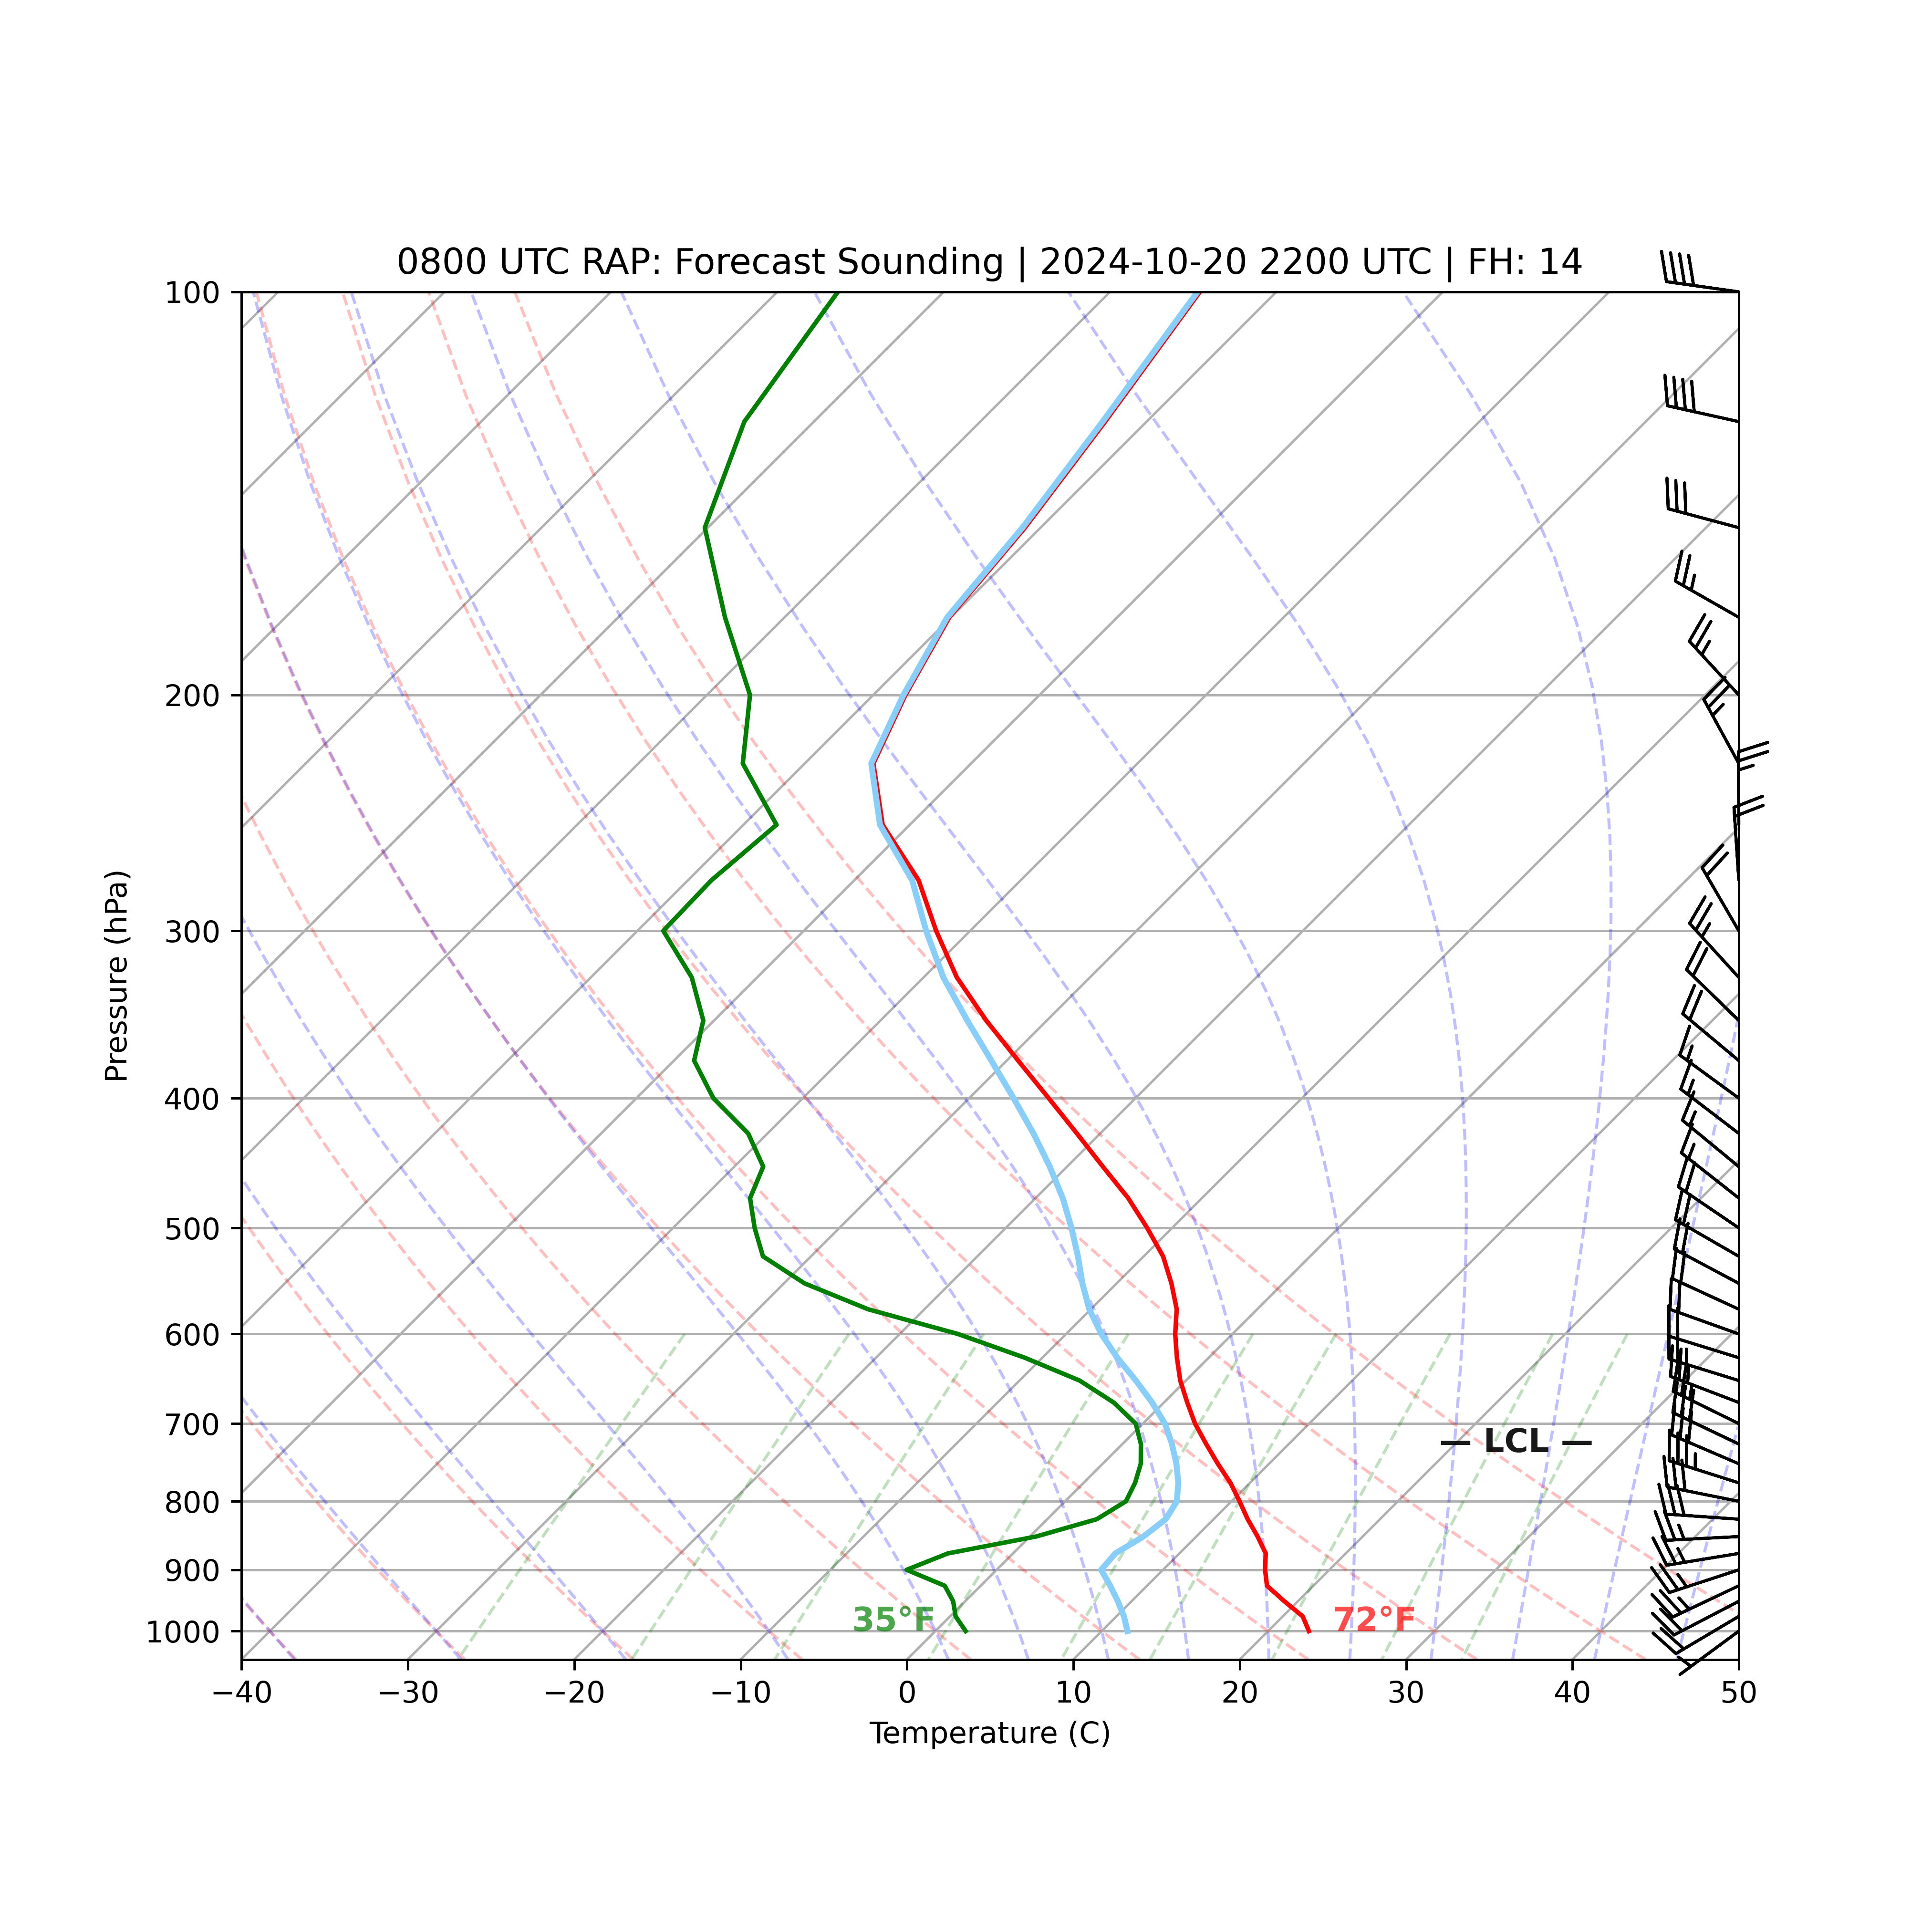 0800 UTC RAP: Forecast Sounding | 2024-10-20 2200 UTC | FH: 14
100
200
300
400
500
600
700
800
900
1000
Pressure (hPa)
— LCL —
35°F
72°F
−40 −30 −20 −10 0 10 20 30 40 50
Temperature (C)